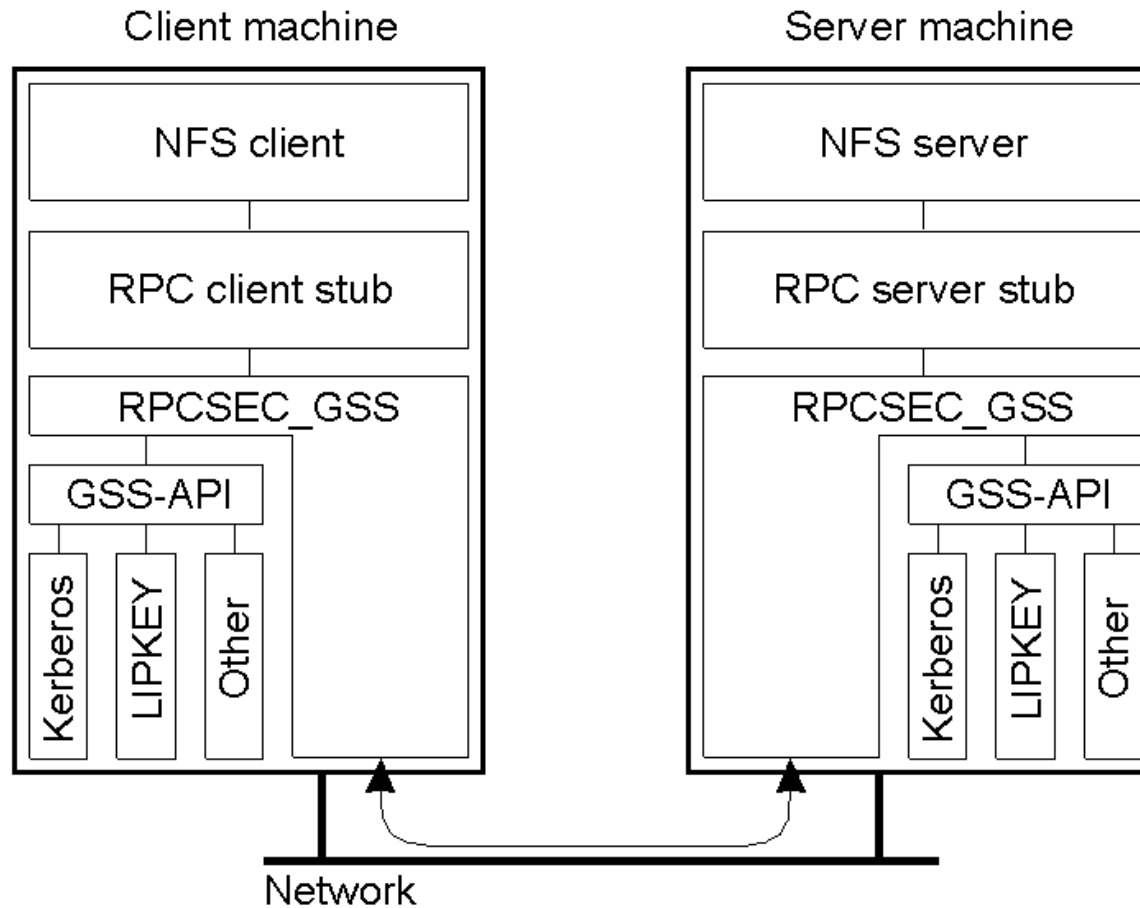 Client machine
Server machine
NFS client
NFS server
RPC client stub
RPC server stub
RPCSEC_GSS
RPCSEC_GSS
GSS-API
GSS-API
Kerberos
LIPKEY
Other
Kerberos
LIPKEY
Other
Network